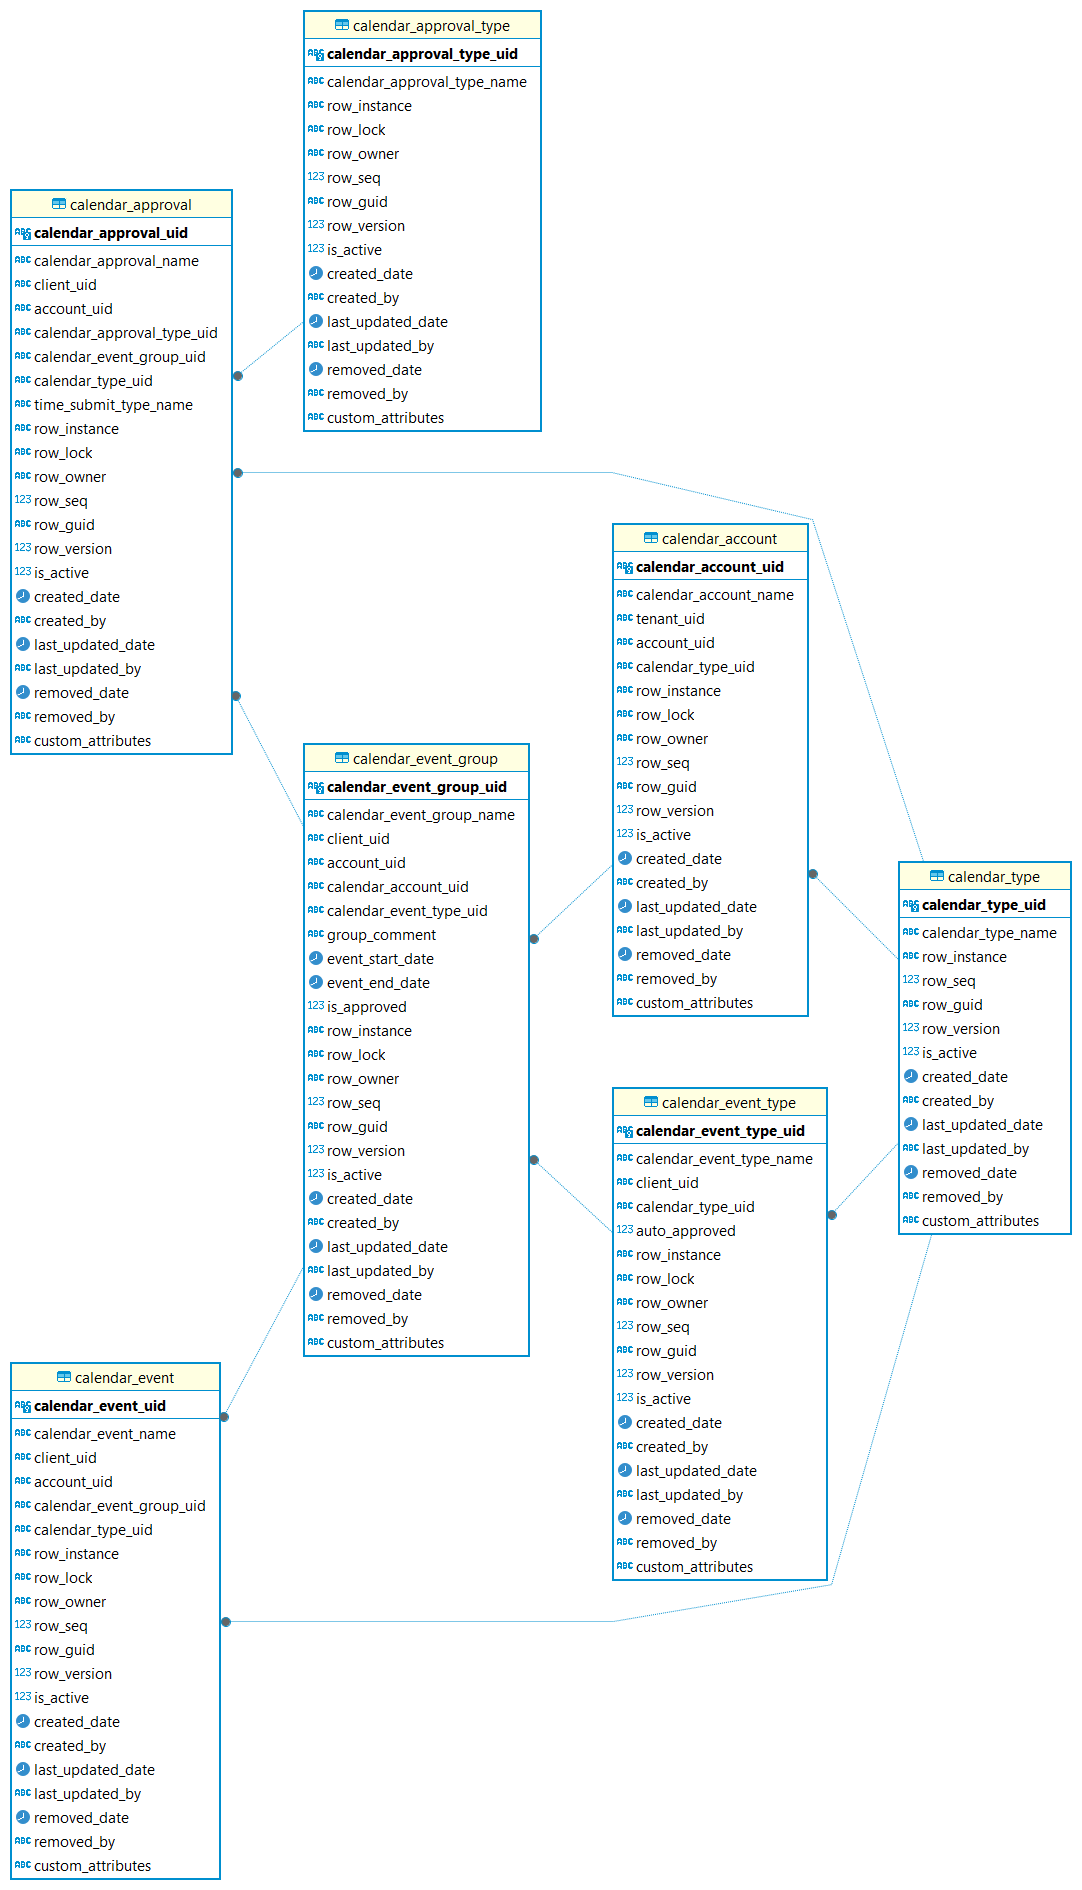 calendar_approval_type
calendar_approval_type_uid
calendar_approval_type_name
row_instance
row_lock
row_owner
row_seq
row_guid
row_version
is_active
created_date
created_by
last_updated_date
last_updated_by
removed_date
removed_by
custom_attributes
calendar_approval
calendar_approval_uid
calendar_approval_name
client_uid
account_uid
calendar_approval_type_uid
calendar_event_group_uid
calendar_type_uid
time_submit_type_name
row_instance
row_lock
row_owner
row_seq
row_guid
row_version
is_active
created_date
created_by
last_updated_date
last_updated_by
removed_date
removed_by
custom_attributes
calendar_account
calendar_account_uid
calendar_account_name
tenant_uid
account_uid
calendar_type_uid
row_instance
row_lock
row_owner
row_seq
row_guid
row_version
is_active
created_date
created_by
last_updated_date
last_updated_by
removed_date
removed_by
custom_attributes
calendar_event_group
calendar_event_group_uid
calendar_event_group_name
client_uid
account_uid
calendar_account_uid
calendar_event_type_uid
group_comment
event_start_date
event_end_date
is_approved
row_instance
row_lock
row_owner
row_seq
row_guid
row_version
is_active
created_date
created_by
last_updated_date
last_updated_by
removed_date
removed_by
custom_attributes
calendar_type
calendar_type_uid
calendar_type_name
row_instance
row_seq
row_guid
row_version
is_active
created_date
created_by
last_updated_date
last_updated_by
removed_date
removed_by
custom_attributes
calendar_event_type
calendar_event_type_uid
calendar_event_type_name
client_uid
calendar_type_uid
auto_approved
row_instance
row_lock
row_owner
row_seq
row_guid
row_version
is_active
created_date
created_by
last_updated_date
last_updated_by
removed_date
removed_by
custom_attributes
calendar_event
calendar_event_uid
calendar_event_name
client_uid
account_uid
calendar_event_group_uid
calendar_type_uid
row_instance
row_lock
row_owner
row_seq
row_guid
row_version
is_active
created_date
created_by
last_updated_date
last_updated_by
removed_date
removed_by
custom_attributes